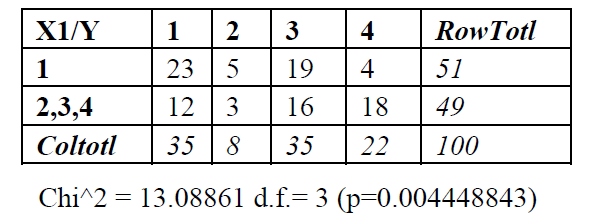 X1/Y 1 2 3 4 RowTotl
1 23 5 19 4 51
2,3,4 12 3 16 18 49
Coltotl 35 8 35 22 100
Chi^2 = 13.08861 d.f.= 3 (p=0.004448843)